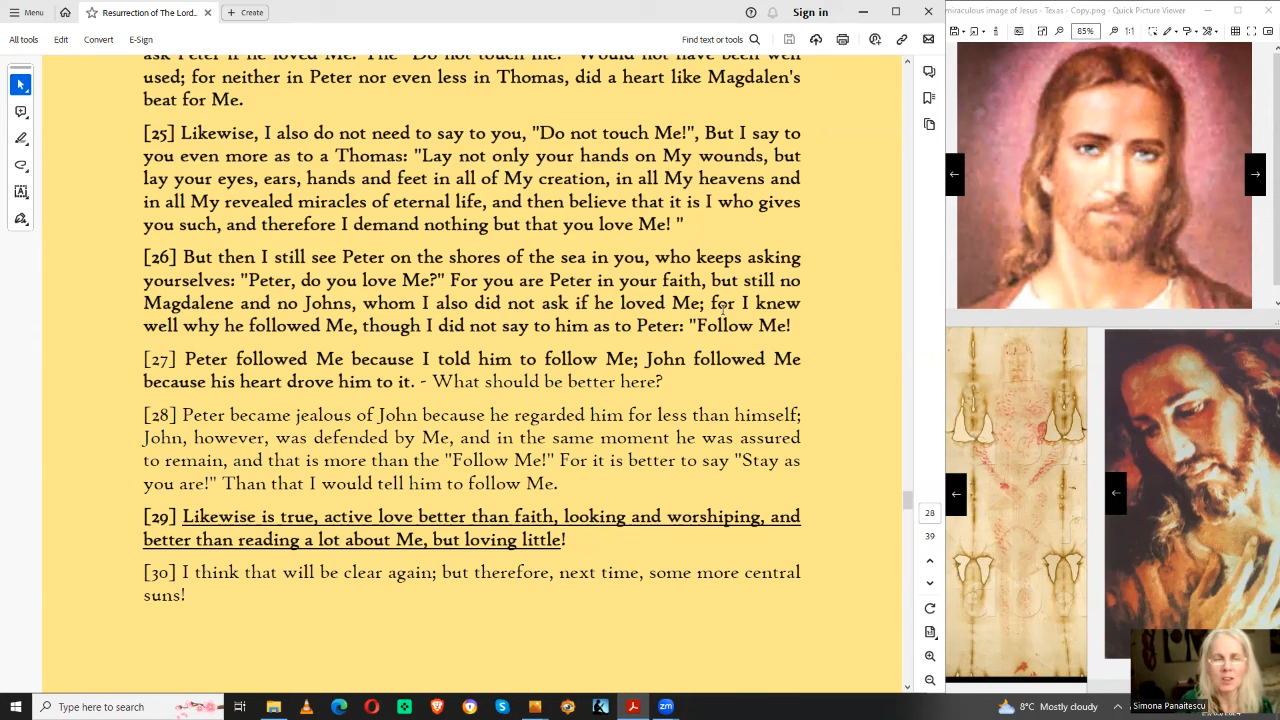 Menu
Resurrection of The Lord...
Create
Sign in
miraculous image of Jesus - Texas - Copy.png - Quick Picture Viewer
All tools Edit Convert E-Sign
Find text or tools
85%
1:1
ask Peter if he loved Me. The "Do not touch me!" Would not have been well
used; for neither in Peter nor even less in Thomas, did a heart like Magdalen's
beat for Me.
[25] Likewise, I also do not need to say to you, "Do not touch Me!", But I say to
you even more as to a Thomas: "Lay not only your hands on My wounds, but
lay your eyes, ears, hands and feet in all of My creation, in all My heavens and
in all My revealed miracles of eternal life, and then believe that it is I who gives
you such, and therefore I demand nothing but that you love Me! "
[26] But then I still see Peter on the shores of the sea in you, who keeps asking
yourselves: "Peter, do you love Me?" For you are Peter in your faith, but still no
Magdalene and no Johns, whom I also did not ask if he loved Me; for I knew
well why he followed Me, though I did not say to him as to Peter: "Follow Me!
[27] Peter followed Me because I told him to follow Me; John followed Me
because his heart drove him to it. - What should be better here?
[28] Peter became jealous of John because he regarded him for less than himself;
John, however, was defended by Me, and in the same moment he was assured
to remain, and that is more than the "Follow Me!" For it is better to say "Stay as
you are!" Than that I would tell him to follow Me.
[29] Likewise is true, active love better than faith, looking and worshiping, and
better than reading a lot about Me, but loving little!
[30] I think that will be clear again; but therefore, next time, some more central
suns!
28
39
Type here to search
8°C Mostly cloudy
Simona Panaitescu